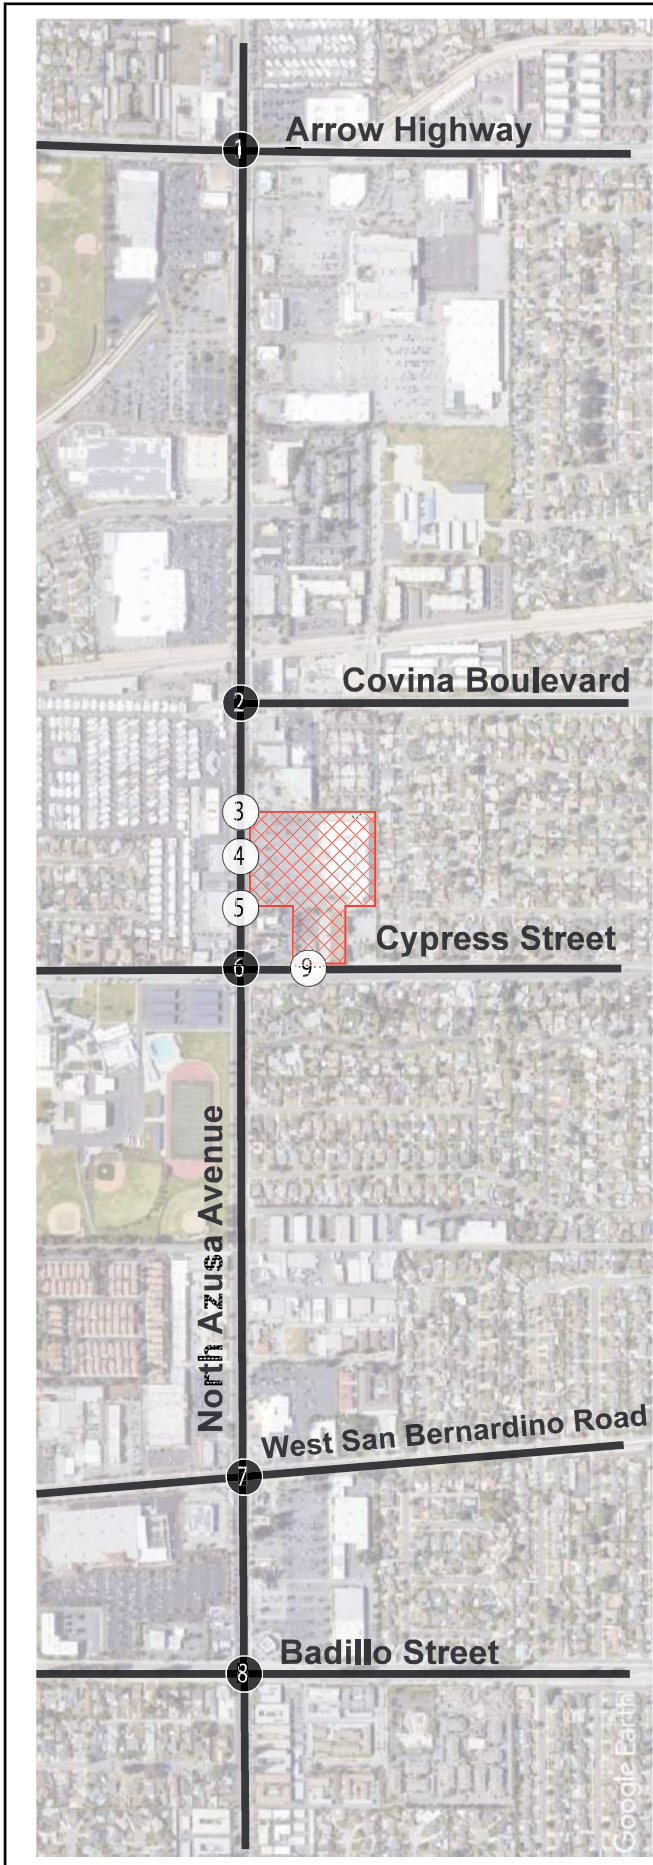 Arrow Highway
1
Covina Boulevard
2
3
4
5
Cypress Street
6
9
North Azusa Avenue
West San Bernardino Road
7
Badillo Street
8
Google Earth